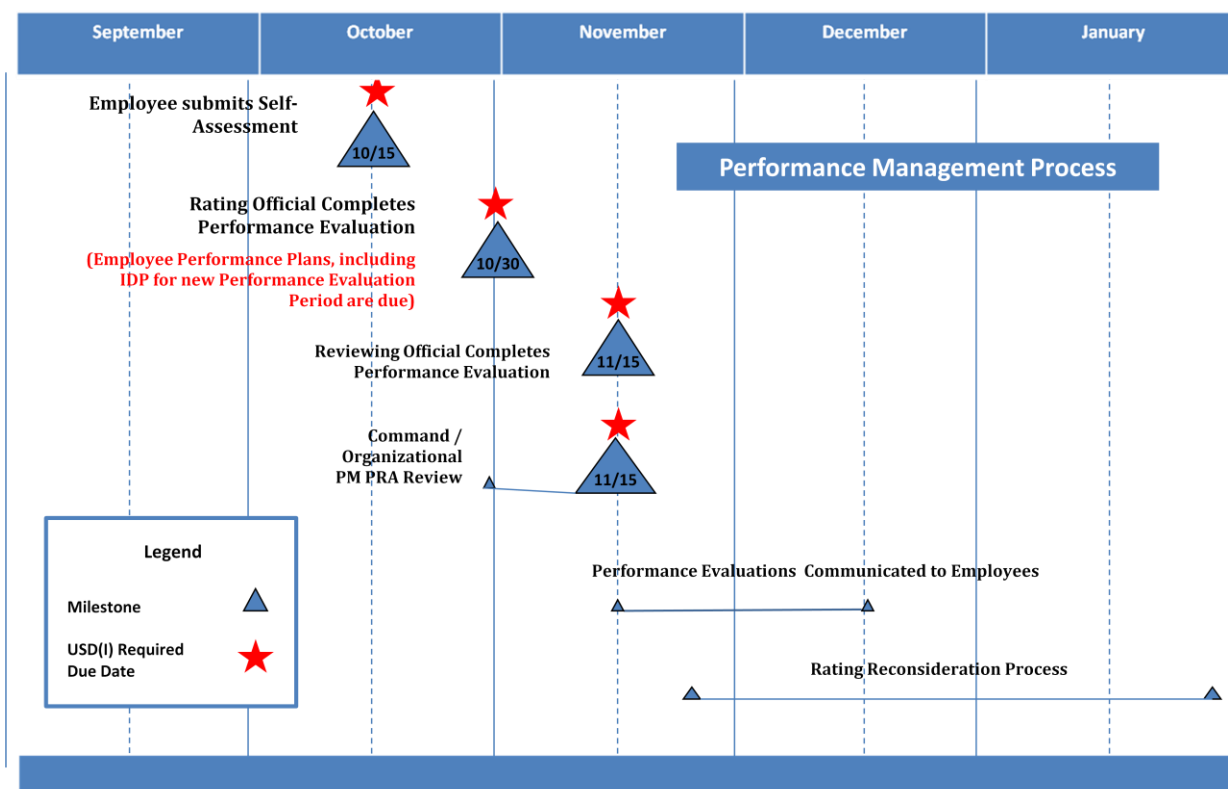 September
October
November
December
January
Employee submits Self-
Assessment
10/15
Performance Management Process
Rating Official Completes
Performance Evaluation
(Employee Performance Plans, including
IDP for new Performance Evaluation
Period are due)
10/30
Reviewing Official Completes
Performance Evaluation
11/15
Command /
Organizational
PM PRA Review
11/15
Legend
Milestone
USD(I) Required
Due Date
Performance Evaluations Communicated to Employees
Rating Reconsideration Process